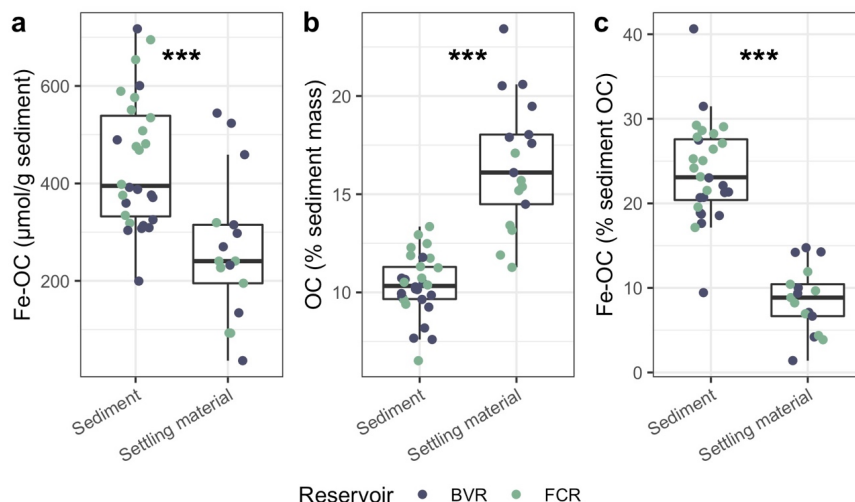 a
Fe-OC (µmol/g sediment)
600
400
200
***
Sediment
Settling material
b
OC (% sediment mass)
20
15
10
***
Sediment
Settling material
c
Fe-OC (% sediment OC)
40
30
20
10
0
***
Sediment
Settling material
Reservoir BVR FCR